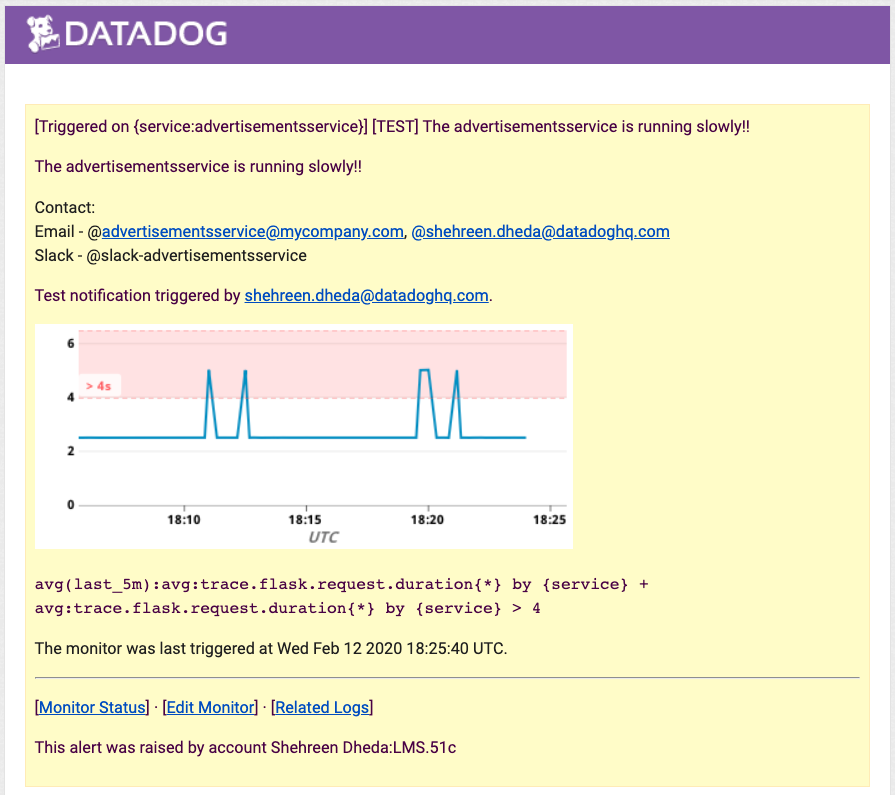 DATADOG
[Triggered on {service:advertisementsservice}] [TEST] The advertisementsservice is running slowly!!
The advertisementsservice is running slowly!!
Contact:
Email - @advertisementsservice@mycompany.com, @shehreen.dheda@datadoghq.com
Slack - @slack-advertisementsservice
Test notification triggered by shehreen.dheda@datadoghq.com.
6
> 4s
4
2
0
18:10 18:15 18:20 18:25
UTC
avg(last_5m):avg:trace.flask.request.duration{*} by {service} +
avg:trace.flask.request.duration{*} by {service} > 4
The monitor was last triggered at Wed Feb 12 2020 18:25:40 UTC.
[Monitor Status] · [Edit Monitor] · [Related Logs]
This alert was raised by account Shehreen Dheda:LMS.51c